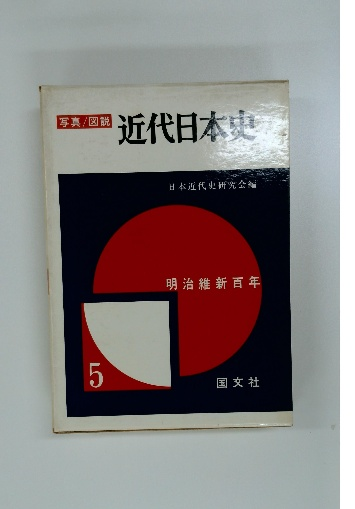 写真/図説 近代日本史
日本近代史研究会編
明治維新百年
5
国文社